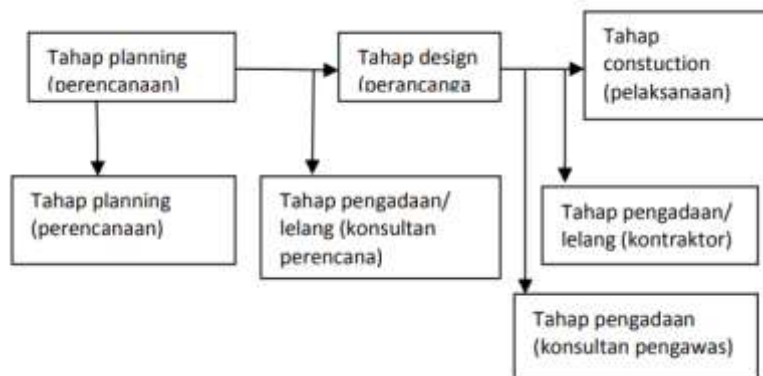 Tahap planning
(perencanaan)
Tahap design
(perancanga
Tahap
constuction
(pelaksanaan)
Tahap planning
(perencanaan)
Tahap pengadaan/
lelang (konsultan
perencana)
Tahap pengadaan/
lelang (kontraktor)
Tahap pengadaan
(konsultan pengawas)